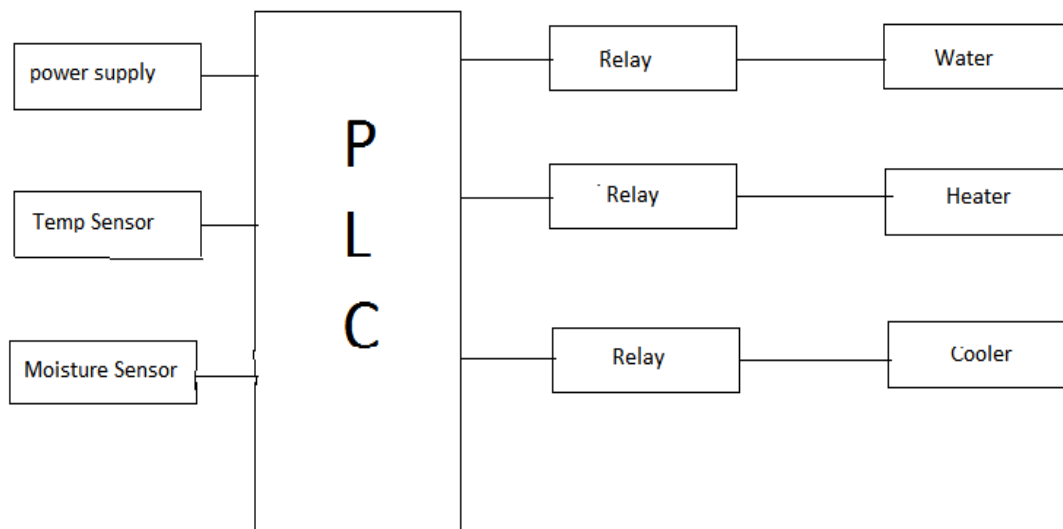 power supply
Temp Sensor
Moisture Sensor
P
L
C
Relay
Water
Relay
Heater
Relay
Cooler